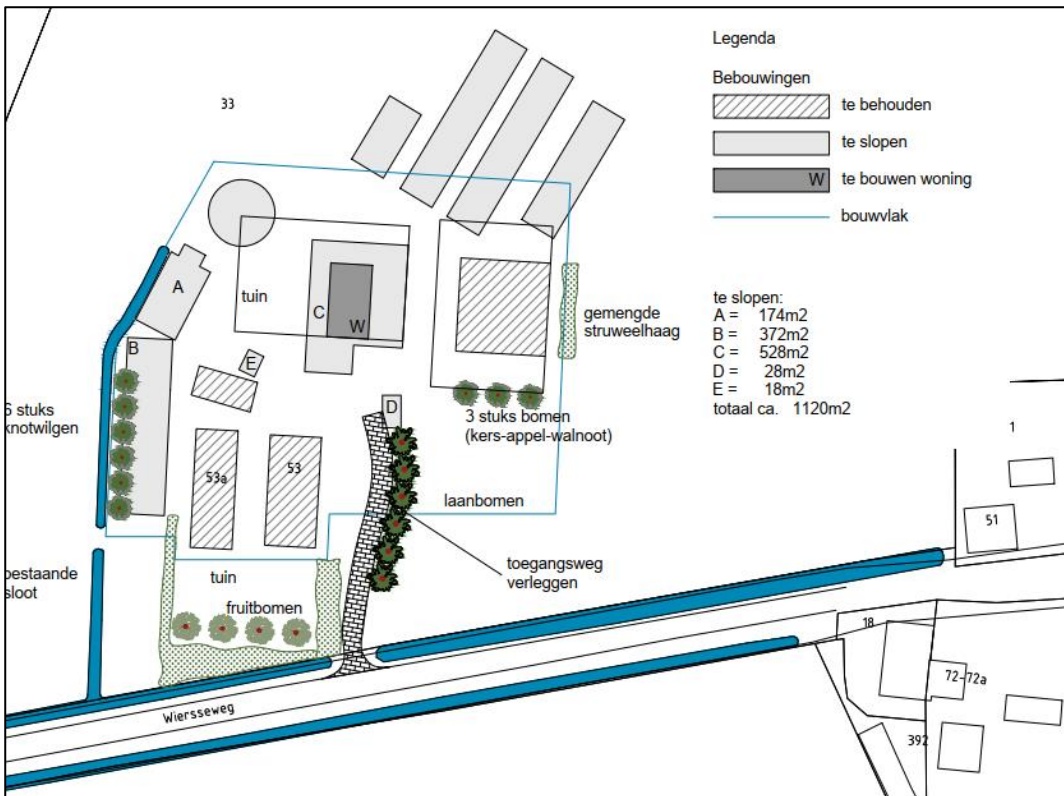 Legenda
Bebouwingen
te behouden
te slopen
W te bouwen woning
bouwvlak
33
te slopen:
A = 174m2
B = 372m2
C = 528m2
D = 28m2
E = 18m2
totaal ca. 1120m2
A
tuin
C
W
gemengde
struweelhaag
B
E
6 stuks
knotwilgen
D
3 stuks bomen
(kers-appel-walnoot)
1
53a
53
laanbomen
51
toegangsweg
verleggen
bestaande
sloot
tuin
fruitbomen
18
72-72a
Wiersseweg
392